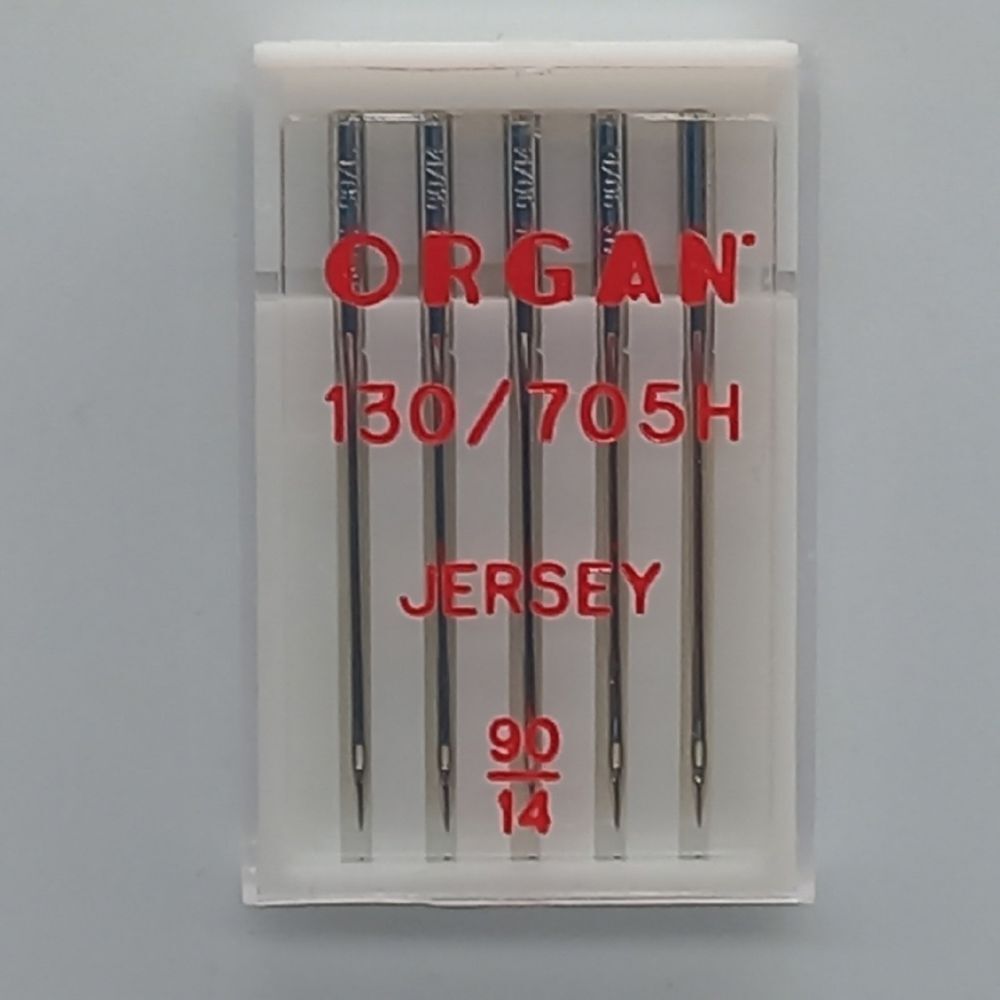 ORGAN
130/705H
JERSEY
90
14